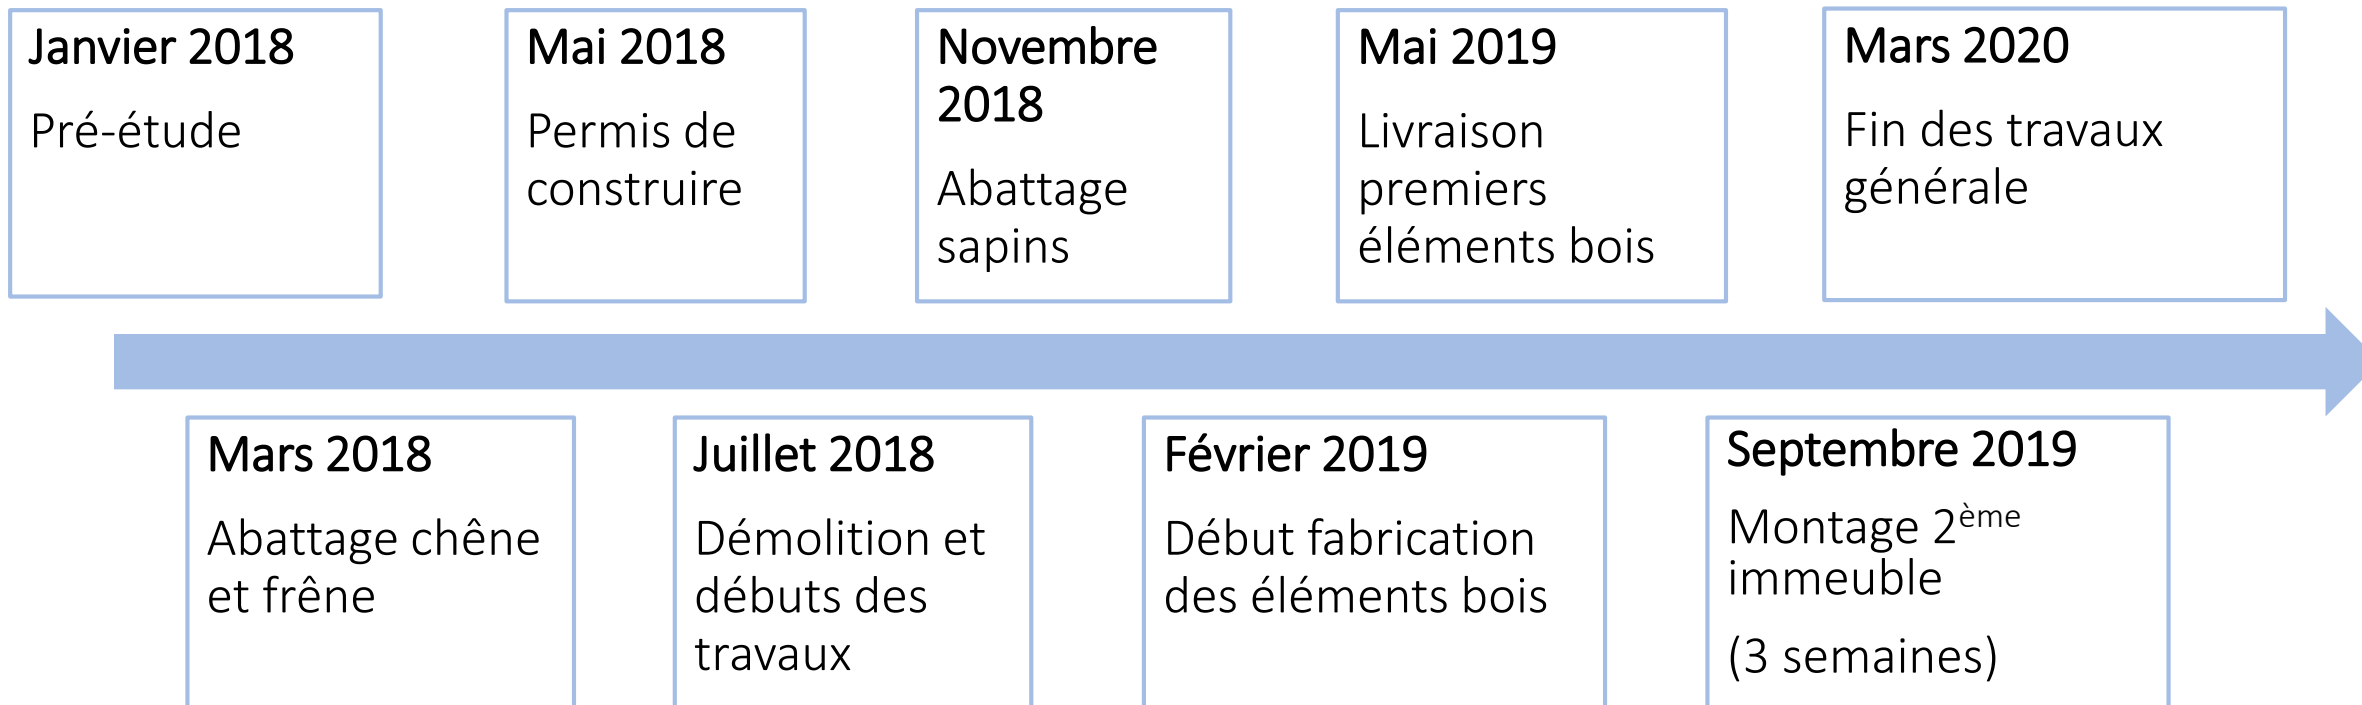 Janvier 2018
Pré-étude
Mai 2018
Permis de
construire
Novembre
2018
Abattage
sapins
Mai 2019
Livraison
premiers
éléments bois
Mars 2020
Fin des travaux
générale
Mars 2018
Abattage chêne
et frêne
Juillet 2018
Démolition et
débuts des
travaux
Février 2019
Début fabrication
des éléments bois
Septembre 2019
Montage 2ème
immeuble
(3 semaines)